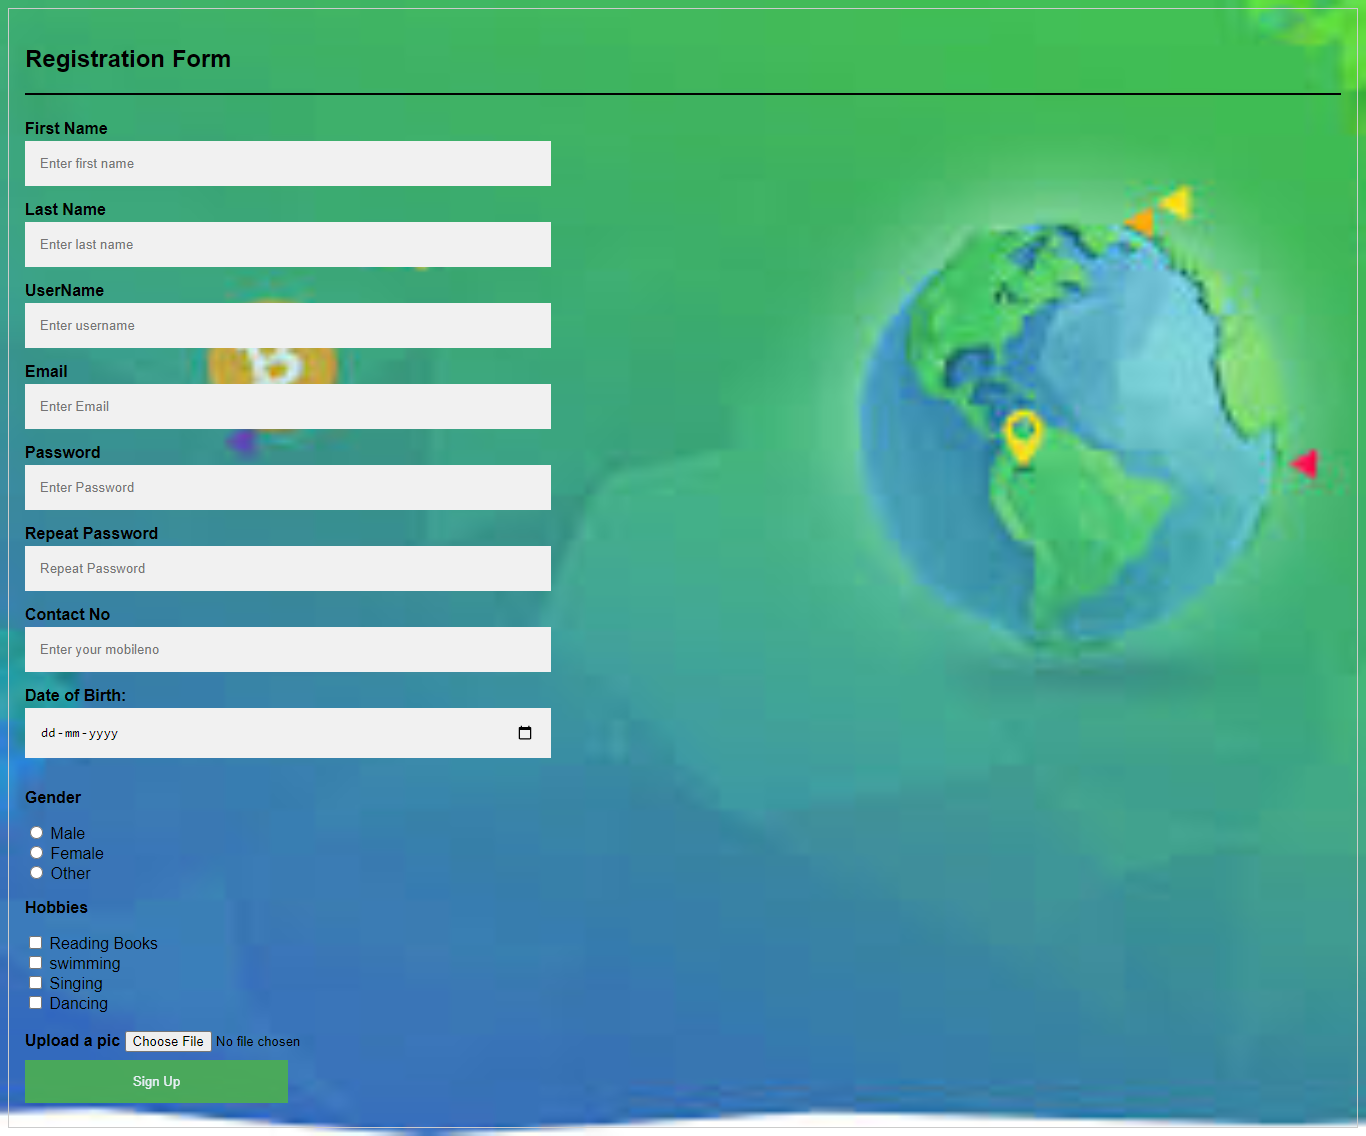 Registration Form
First Name
Enter first name
Last Name
Enter last name
UserName
Enter username
Email
Enter Email
Password
Enter Password
Repeat Password
Repeat Password
Contact No
Enter your mobileno
Date of Birth:
dd-mm-yyyy
Gender
Male
Female
Other
Hobbies
Reading Books
swimming
Singing
Dancing
Upload a pic Choose File No file chosen
Sign Up